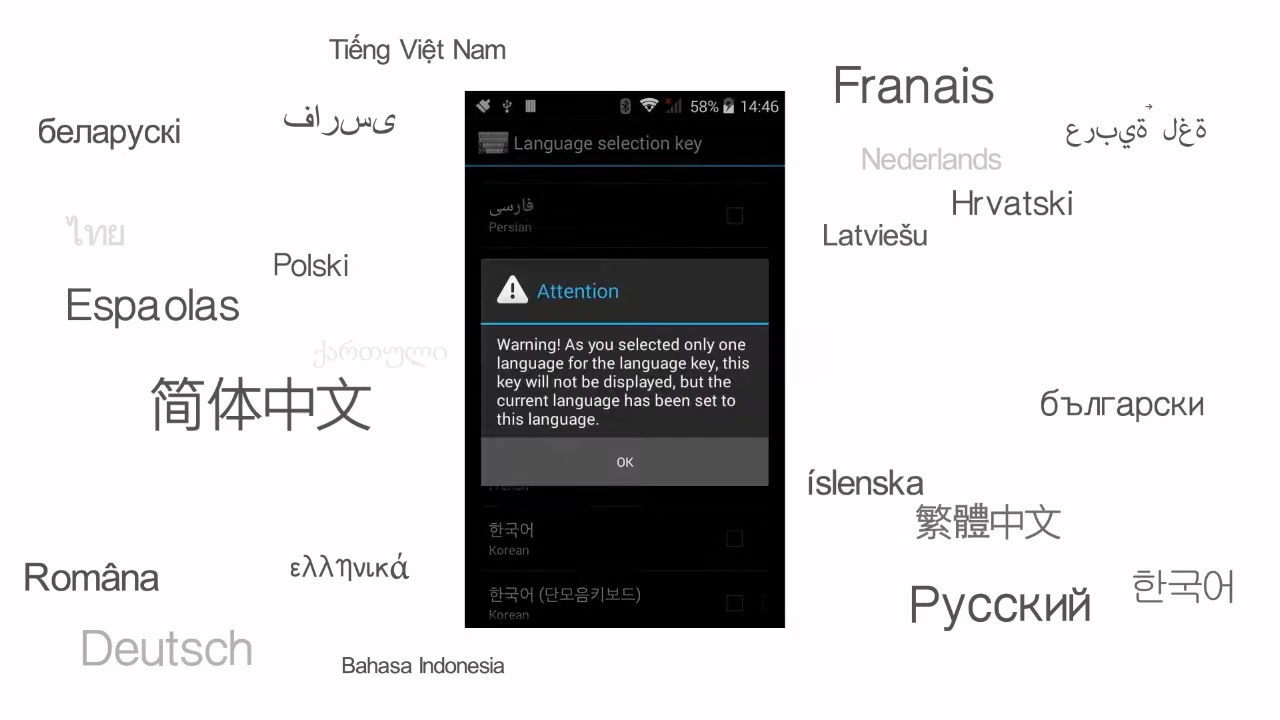 Tiếng Việt Nam
беларускі
ىسراف
ไทย
Polski
Espaolas
ქართული
简体中文
Româna
ελληνικά
Deutsch
Bahasa Indonesia
58% 14:46
Language selection key
فارسی
Persian
Attention
Warning! As you selected only one
language for the language key, this
key will not be displayed, but the
current language has been set to
this language.
OK
French
한국어
Korean
한국어 (단모음키보드)
Korean
Franais
Nederlands
Hrvatski
Latviešu
български
íslenska
繁體中文
Русский
한국어